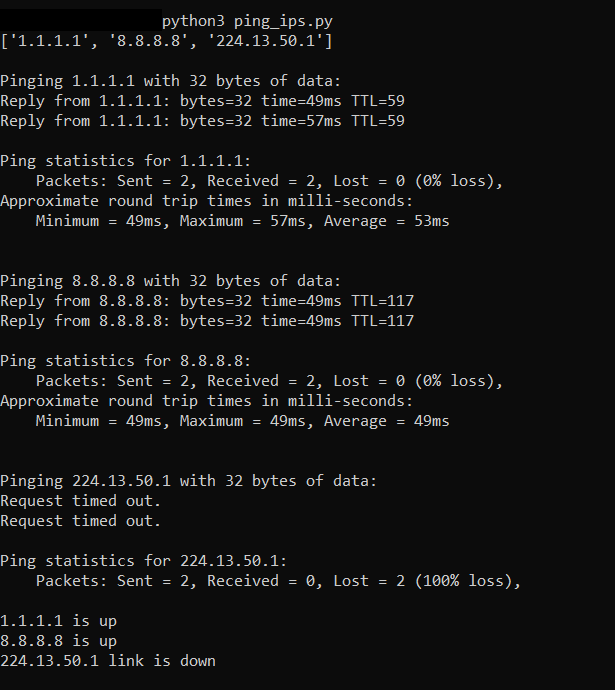 python3 ping_ips.py
['1.1.1.1', '8.8.8.8', '224.13.50.1']
Pinging 1.1.1.1 with 32 bytes of data:
Reply from 1.1.1.1: bytes=32 time=49ms TTL=59
Reply from 1.1.1.1: bytes=32 time=57ms TTL=59
Ping statistics for 1.1.1.1:
    Packets: Sent = 2, Received = 2, Lost = 0 (0% loss),
Approximate round trip times in milli-seconds:
    Minimum = 49ms, Maximum = 57ms, Average = 53ms
Pinging 8.8.8.8 with 32 bytes of data:
Reply from 8.8.8.8: bytes=32 time=49ms TTL=117
Reply from 8.8.8.8: bytes=32 time=49ms TTL=117
Ping statistics for 8.8.8.8:
    Packets: Sent = 2, Received = 2, Lost = 0 (0% loss),
Approximate round trip times in milli-seconds:
    Minimum = 49ms, Maximum = 49ms, Average = 49ms
Pinging 224.13.50.1 with 32 bytes of data:
Request timed out.
Request timed out.
Ping statistics for 224.13.50.1:
    Packets: Sent = 2, Received = 0, Lost = 2 (100% loss),
1.1.1.1 is up
8.8.8.8 is up
224.13.50.1 link is down